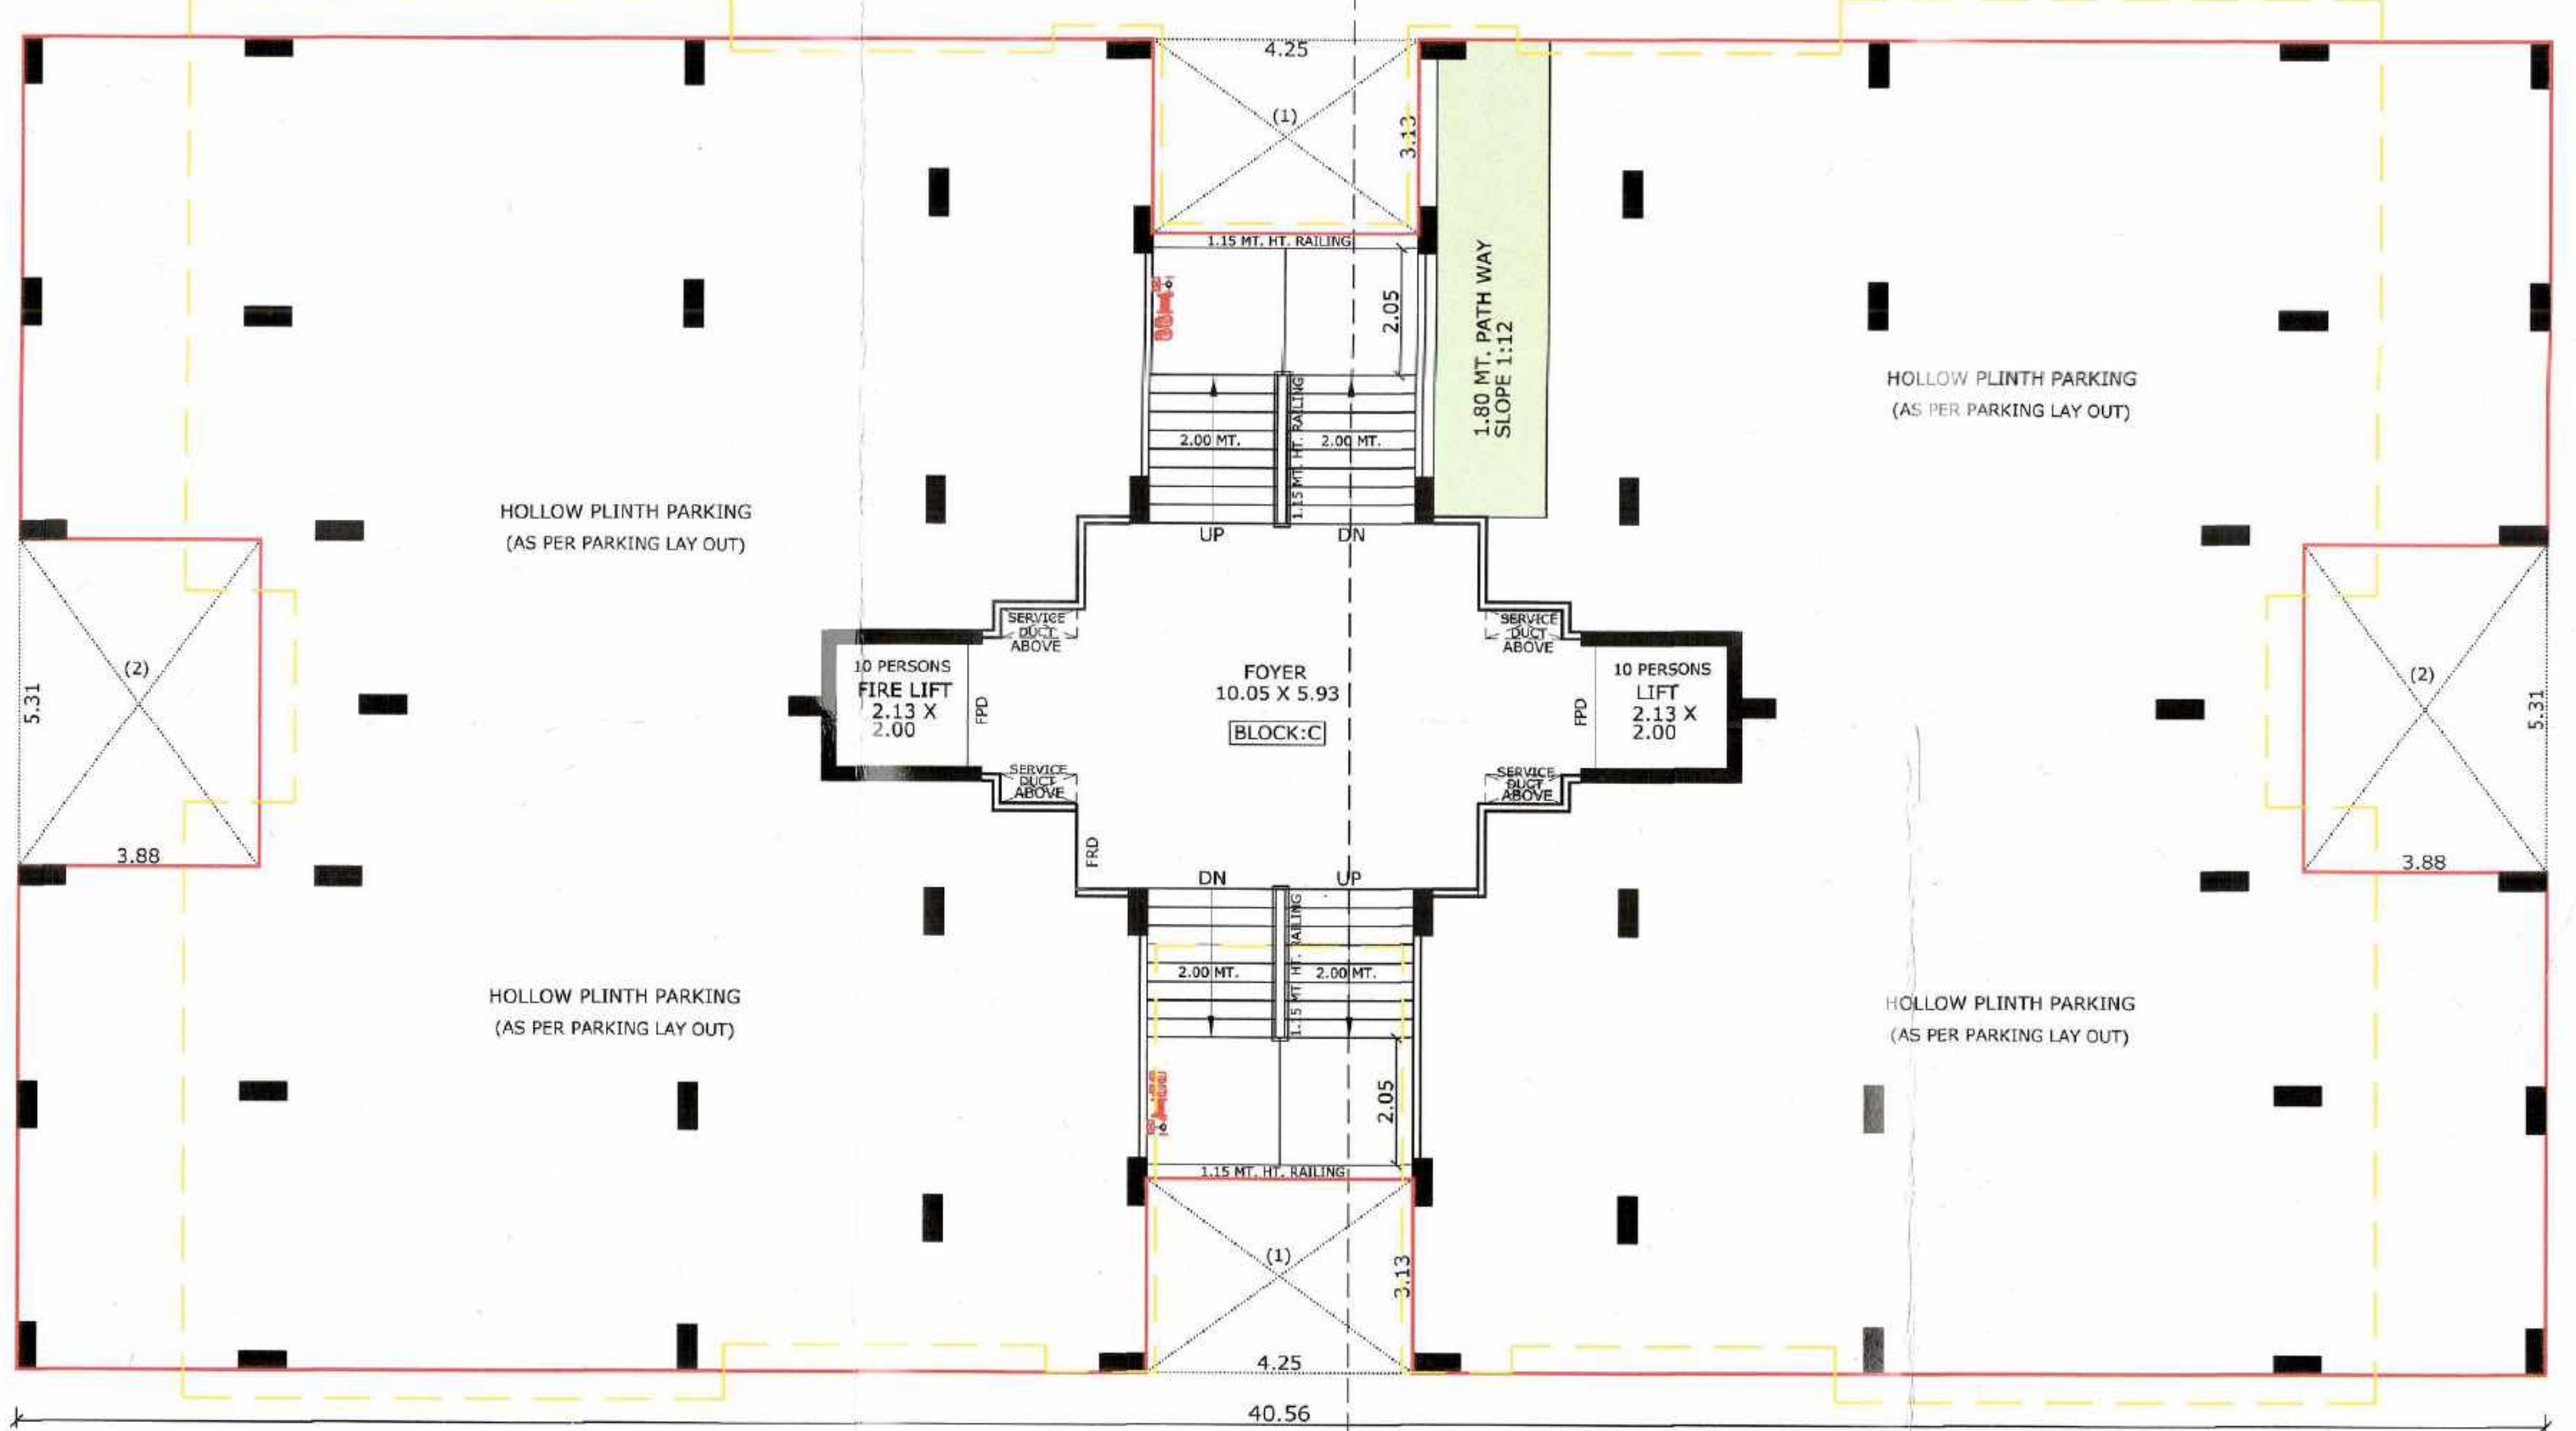 4.25
(1)
3.13
1.15 MT. HT. RAILING
2.05
1.80 MT. PATH WAY
SLOPE 1:12
HOLLOW PLINTH PARKING
(AS PER PARKING LAY OUT)
1.15 MT. HT. RAILING
2.00 MT.
2.00 MT.
HOLLOW PLINTH PARKING
(AS PER PARKING LAY OUT)
UP
DN
SERVICE
DUCT
ABOVE
SERVICE
DUCT
ABOVE
(2)
5.31
3.88
10 PERSONS
FIRE LIFT
2.13 X
2.00
FPD
FOYER
10.05 X 5.93
BLOCK:C
FPD
10 PERSONS
LIFT
2.13 X
2.00
(2)
5.31
3.88
SERVICE
DUCT
ABOVE
SERVICE
DUCT
ABOVE
FRD
DN
UP
1.15 MT. HT. RAILING
2.00 MT.
2.00 MT.
HOLLOW PLINTH PARKING
(AS PER PARKING LAY OUT)
HOLLOW PLINTH PARKING
(AS PER PARKING LAY OUT)
2.05
1.15 MT. HT. RAILING
(1)
3.13
4.25
40.56